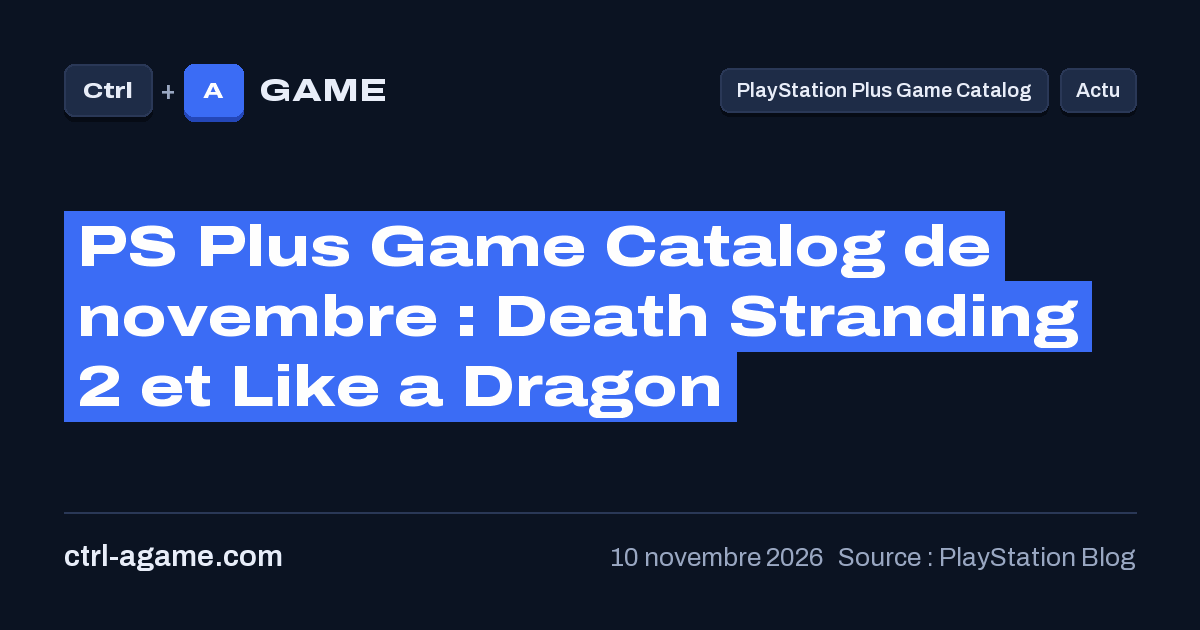 Ctrl + A GAME
PlayStation Plus Game Catalog Actu
PS Plus Game Catalog de
novembre : Death Stranding
2 et Like a Dragon
ctrl-agame.com
10 novembre 2026 Source : PlayStation Blog